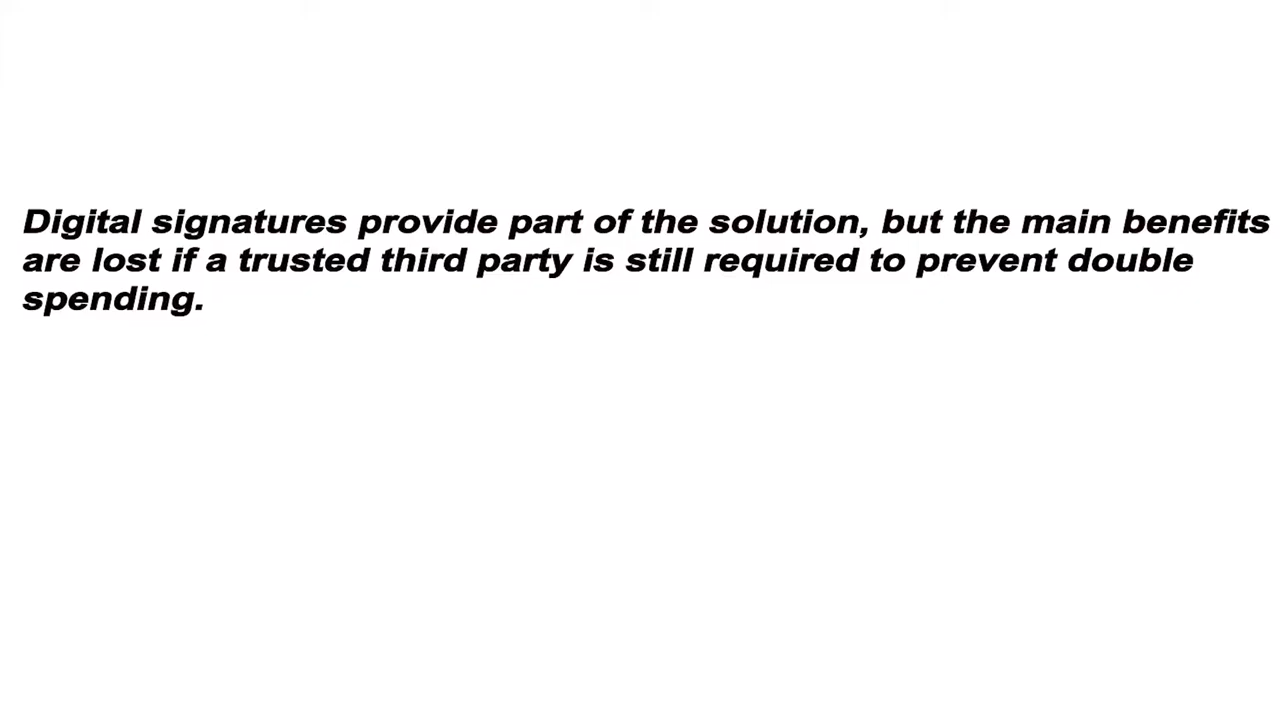 Digital signatures provide part of the solution, but the main benefits
are lost if a trusted third party is still required to prevent double
spending.